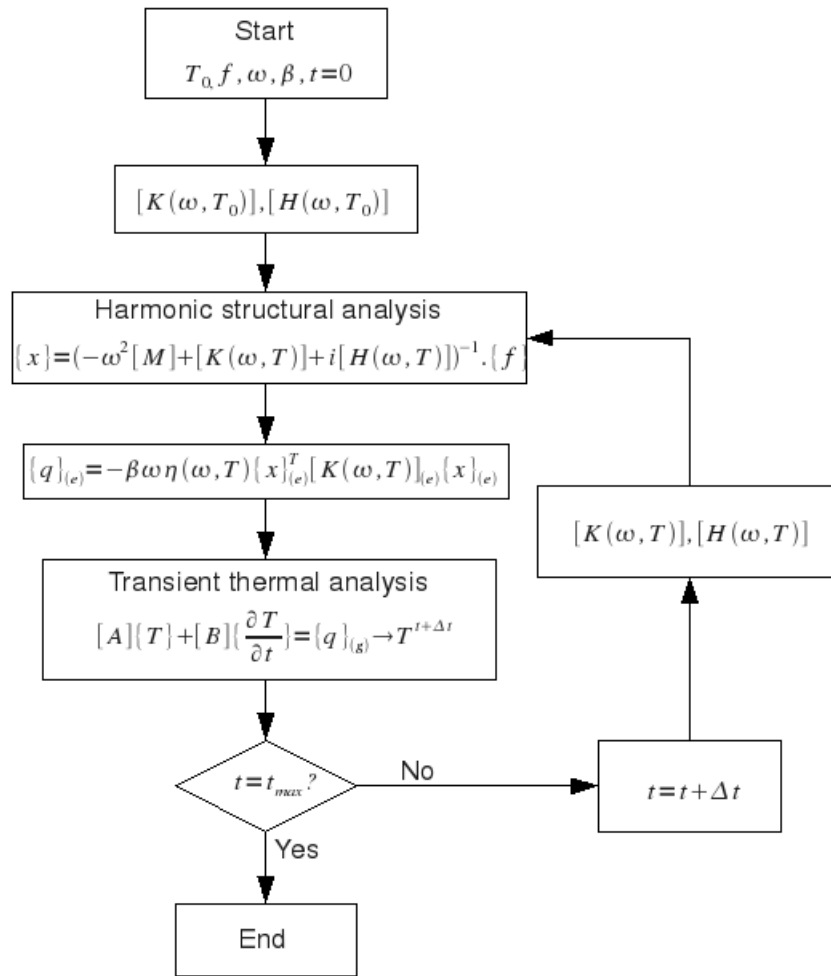 Start
T₀, f, ω, β, t=0
[K(ω,T₀)],[H(ω,T₀)]
Harmonic structural analysis
{x}=(−ω²[M]+[K(ω,T)]+i[H(ω,T)])⁻¹.{f}
{q}₍ₑ₎=−βωη(ω,T){x}ᵀ₍ₑ₎[K(ω,T)]₍ₑ₎{x}₍ₑ₎
[K(ω,T)],[H(ω,T)]
Transient thermal analysis
[A]{T}+[B]{∂T/∂t}={q}_(g)→T^{t+Δt}
t=t_max?
No
t=t+Δt
Yes
End